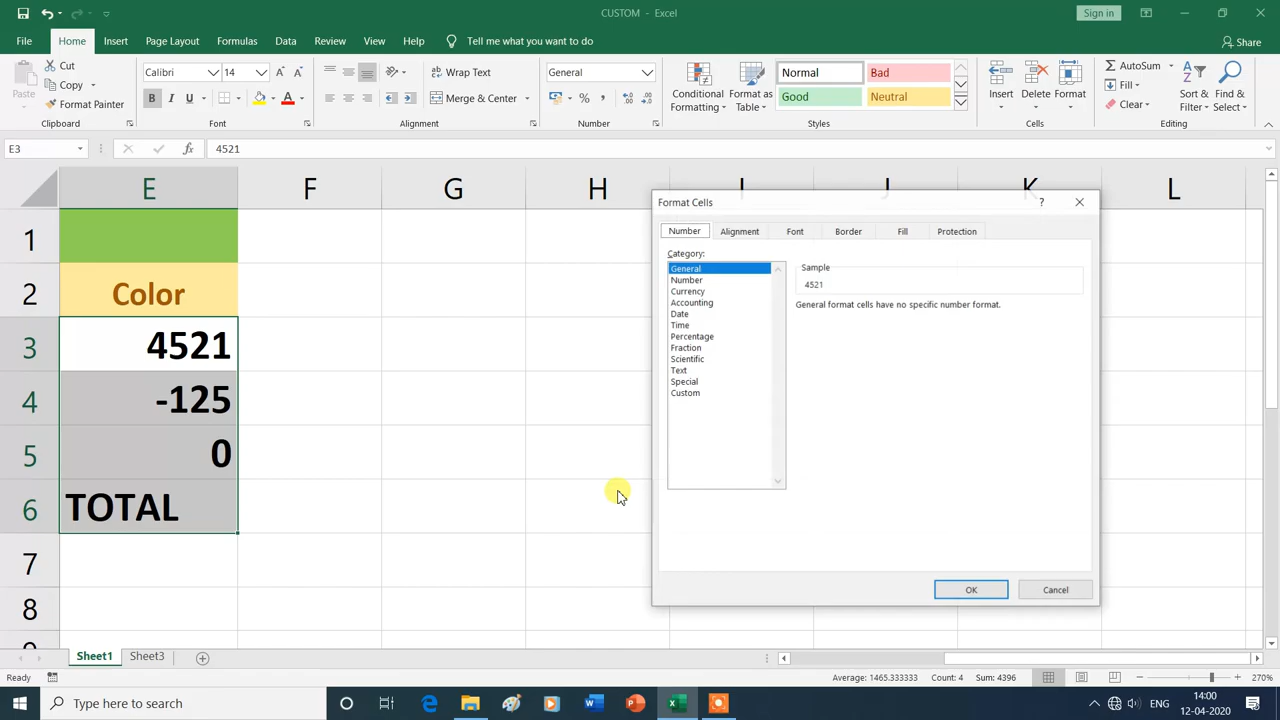 CUSTOM - Excel
Sign in
File Home Insert Page Layout Formulas Data Review View Help Tell me what you want to do Share
Paste
Cut
Copy
Format Painter
Clipboard
Calibri 14
B I U
Font
Wrap Text
Merge & Center
Alignment
General
%
Number
Conditional Formatting
Format as Table
Normal Bad
Good Neutral
Styles
Insert Delete Format
Cells
AutoSum
Fill
Clear
Sort & Filter
Find & Select
Editing
E3 fx 4521
E F G H I J K L
1
2 Color
3 4521
4 -125
5 0
6 TOTAL
7
8
9
Format Cells ?
Number Alignment Font Border Fill Protection
Category:
General
Number
Currency
Accounting
Date
Time
Percentage
Fraction
Scientific
Text
Special
Custom
Sample
4521
General format cells have no specific number format.
OK Cancel
Sheet1 Sheet3
Ready Average: 1465.333333 Count: 4 Sum: 4396 270%
Type here to search
ENG
14:00
12-04-2020